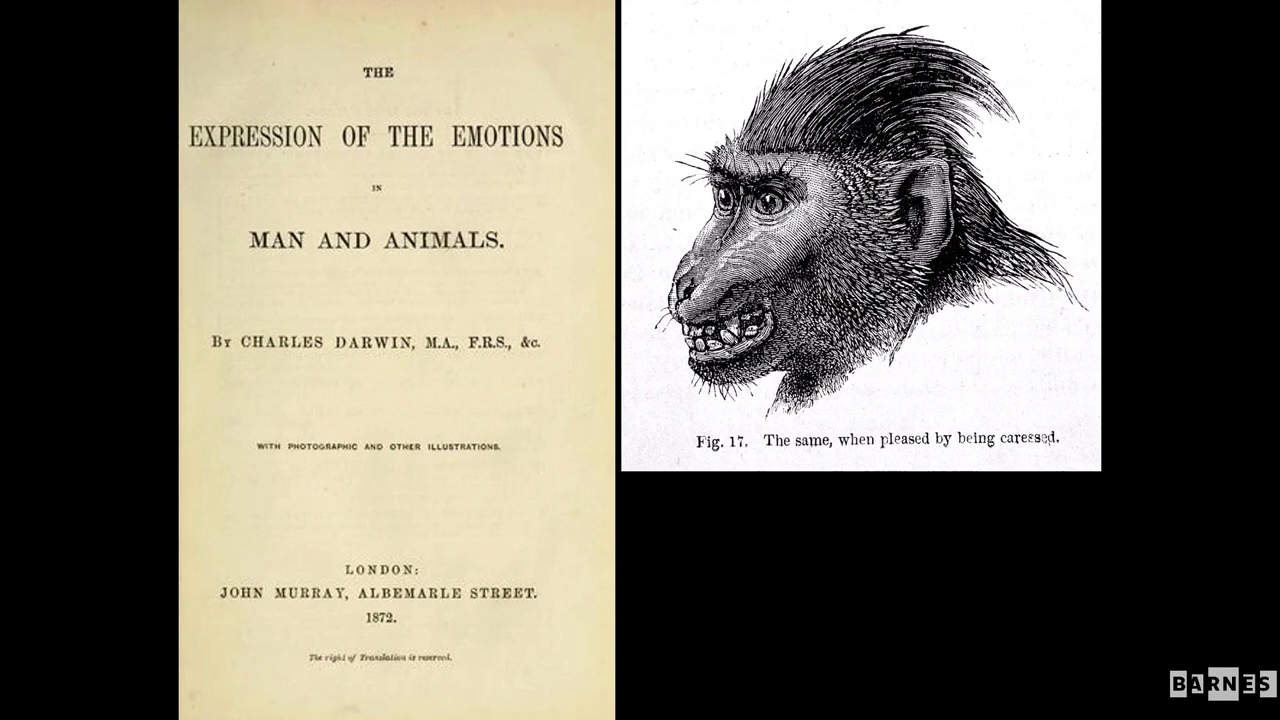 THE
EXPRESSION OF THE EMOTIONS
IN
MAN AND ANIMALS.
BY CHARLES DARWIN, M.A., F.R.S., &c.
WITH PHOTOGRAPHIC AND OTHER ILLUSTRATIONS.
LONDON:
JOHN MURRAY, ALBEMARLE STREET.
1872.
The right of Translation is reserved.
Fig. 17. The same, when pleased by being caressed.
BARNES